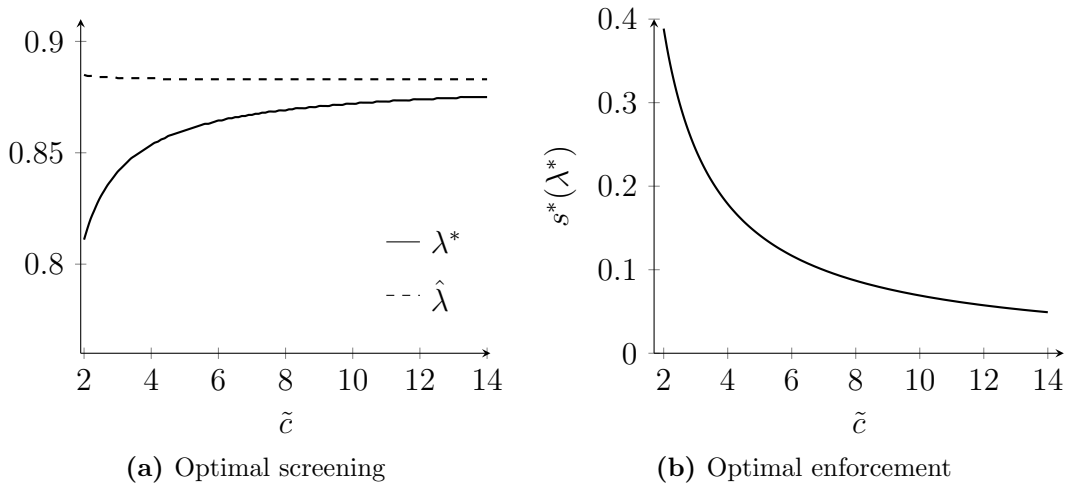 0.9
0.85
0.8
λ*
λ̂
2 4 6 8 10 12 14
c̃
(a) Optimal screening
0.4
0.3
0.2
0.1
0
s*(λ*)
2 4 6 8 10 12 14
c̃
(b) Optimal enforcement